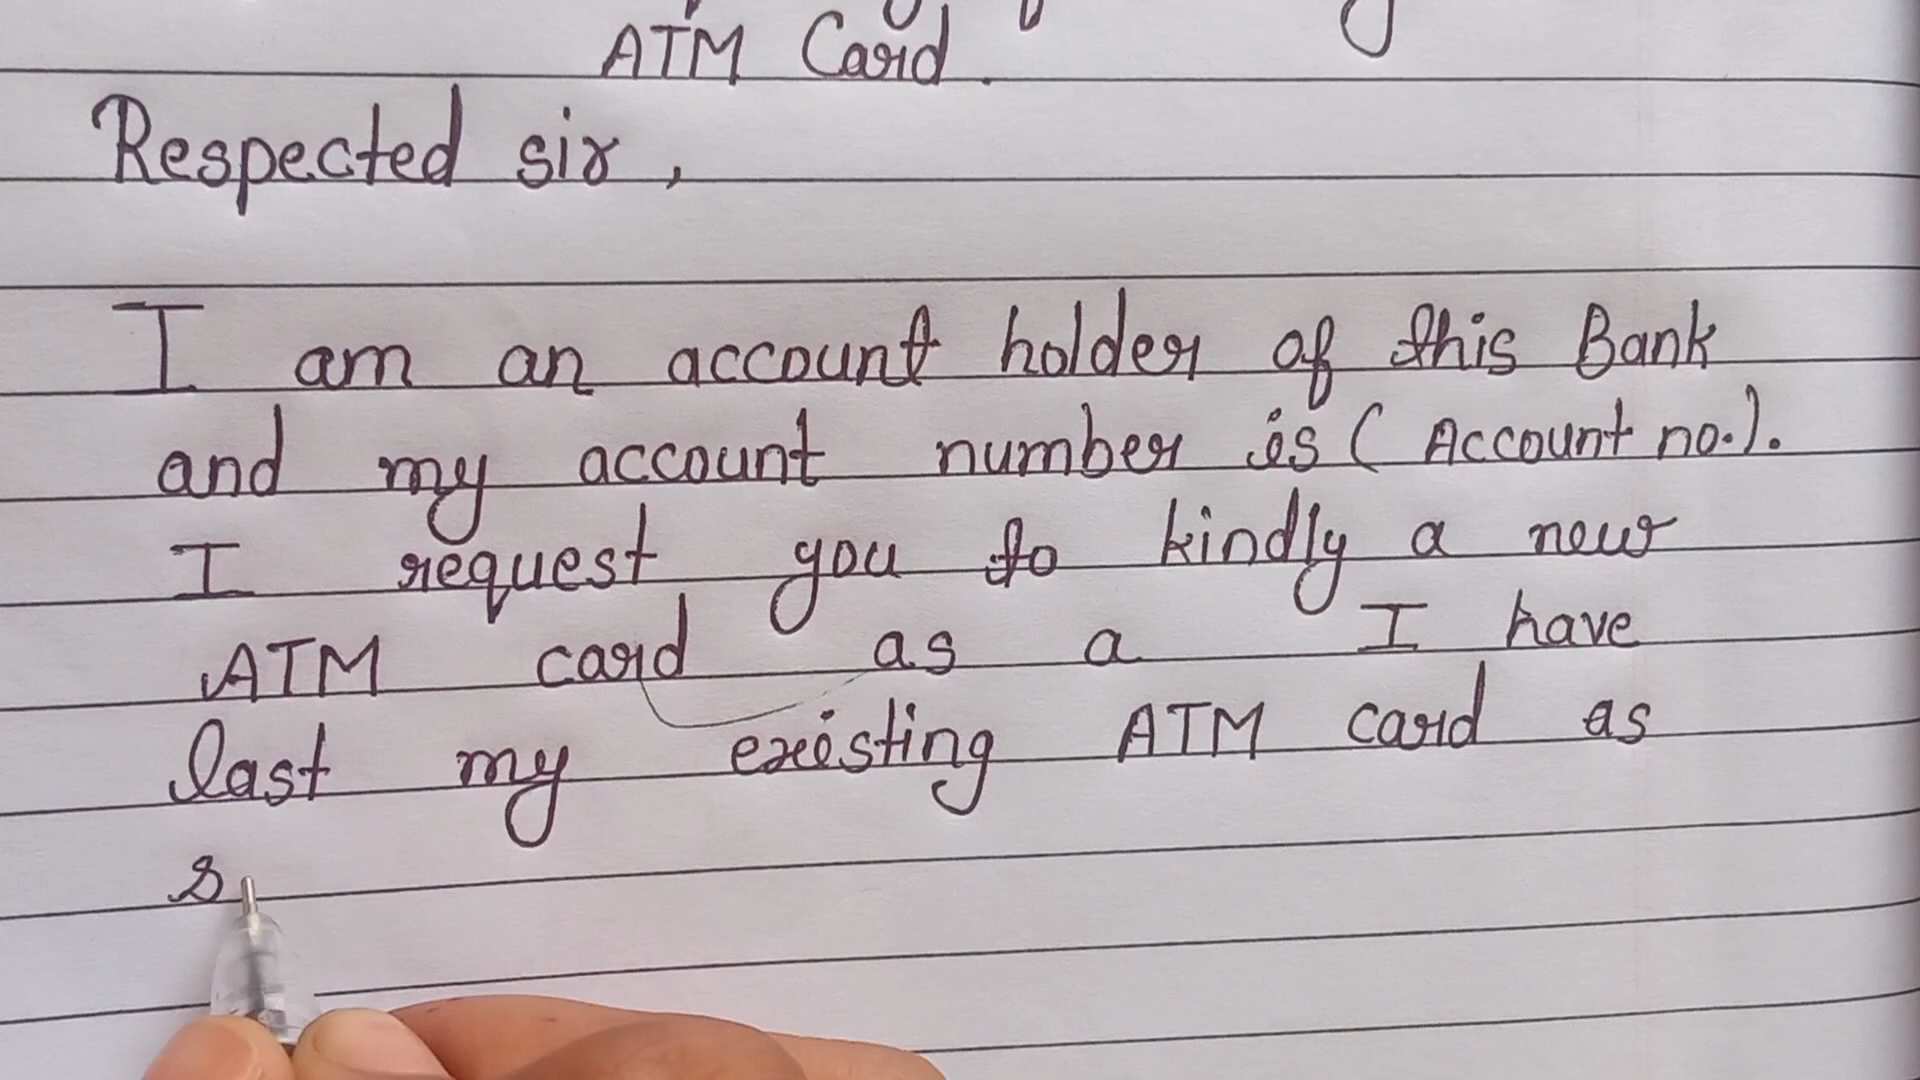 ATM Card.
Respected sir,
I am an account holder of this Bank
and my account number is ( Account no.).
I request you to kindly a new
ATM card as a I have
last my existing ATM card as
s